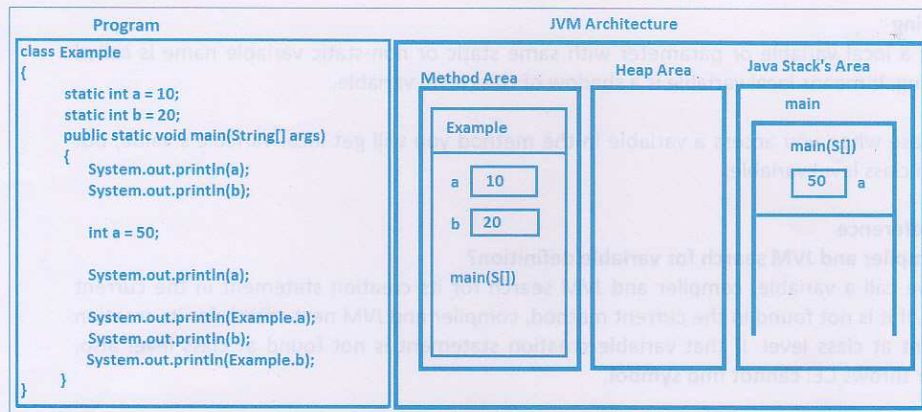 Program
class Example
{
static int a = 10;
static int b = 20;
public static void main(String[] args)
{
System.out.println(a);
System.out.println(b);
int a = 50;
System.out.println(a);
System.out.println(Example.a);
System.out.println(b);
System.out.println(Example.b);
}
}
JVM Architecture
Method Area
Example
a 10
b 20
main(S[])
Heap Area
Java Stack's Area
main
main(S[])
50 a